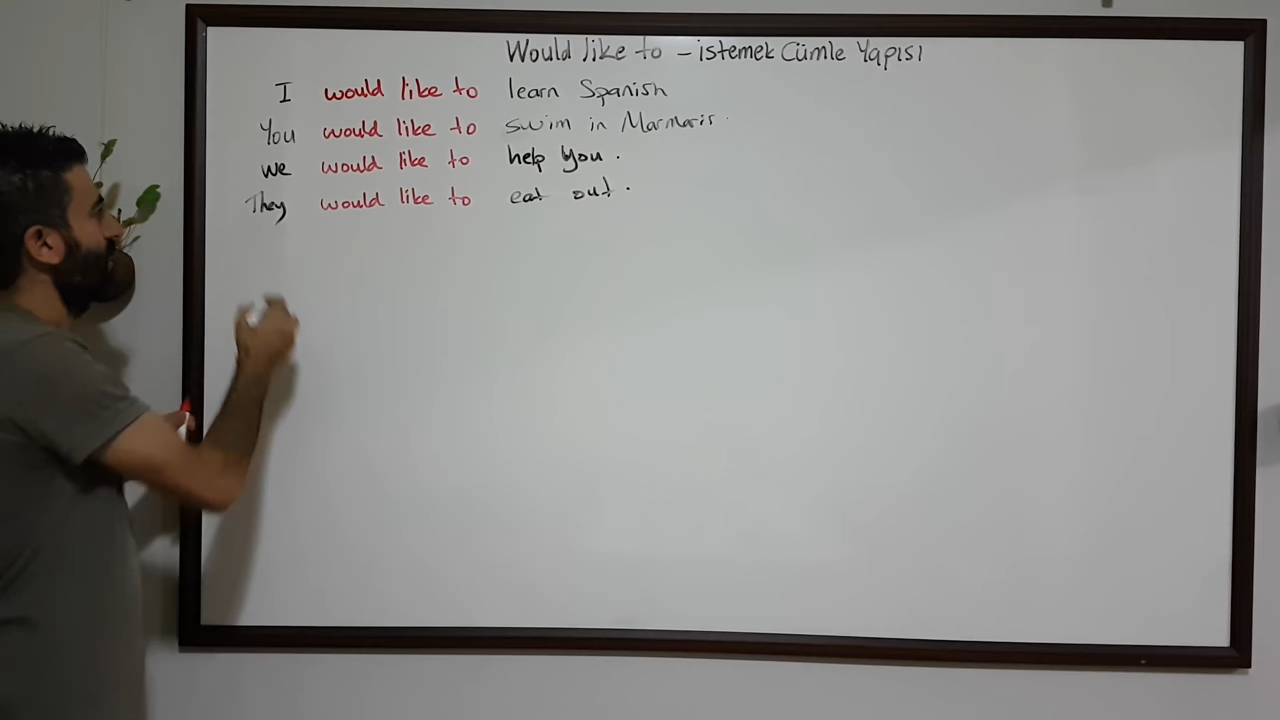 Would like to - istemek Cümle Yapısı
I would like to learn Spanish
You would like to swim in Marmaris.
we would like to help you.
They would like to eat out.